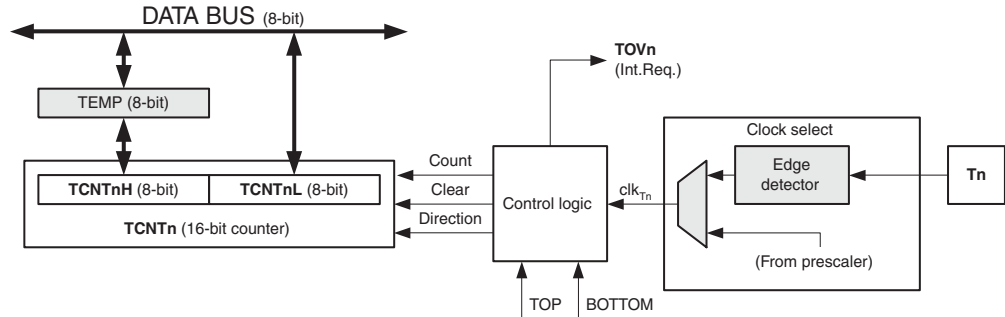 DATA BUS (8-bit)
TOVn
(Int.Req.)
TEMP (8-bit)
Clock select
Count
Edge
detector
TCNTnH (8-bit) TCNTnL (8-bit)
Clear
Control logic
clkTn
Tn
TCNTn (16-bit counter)
Direction
(From prescaler)
TOP
BOTTOM